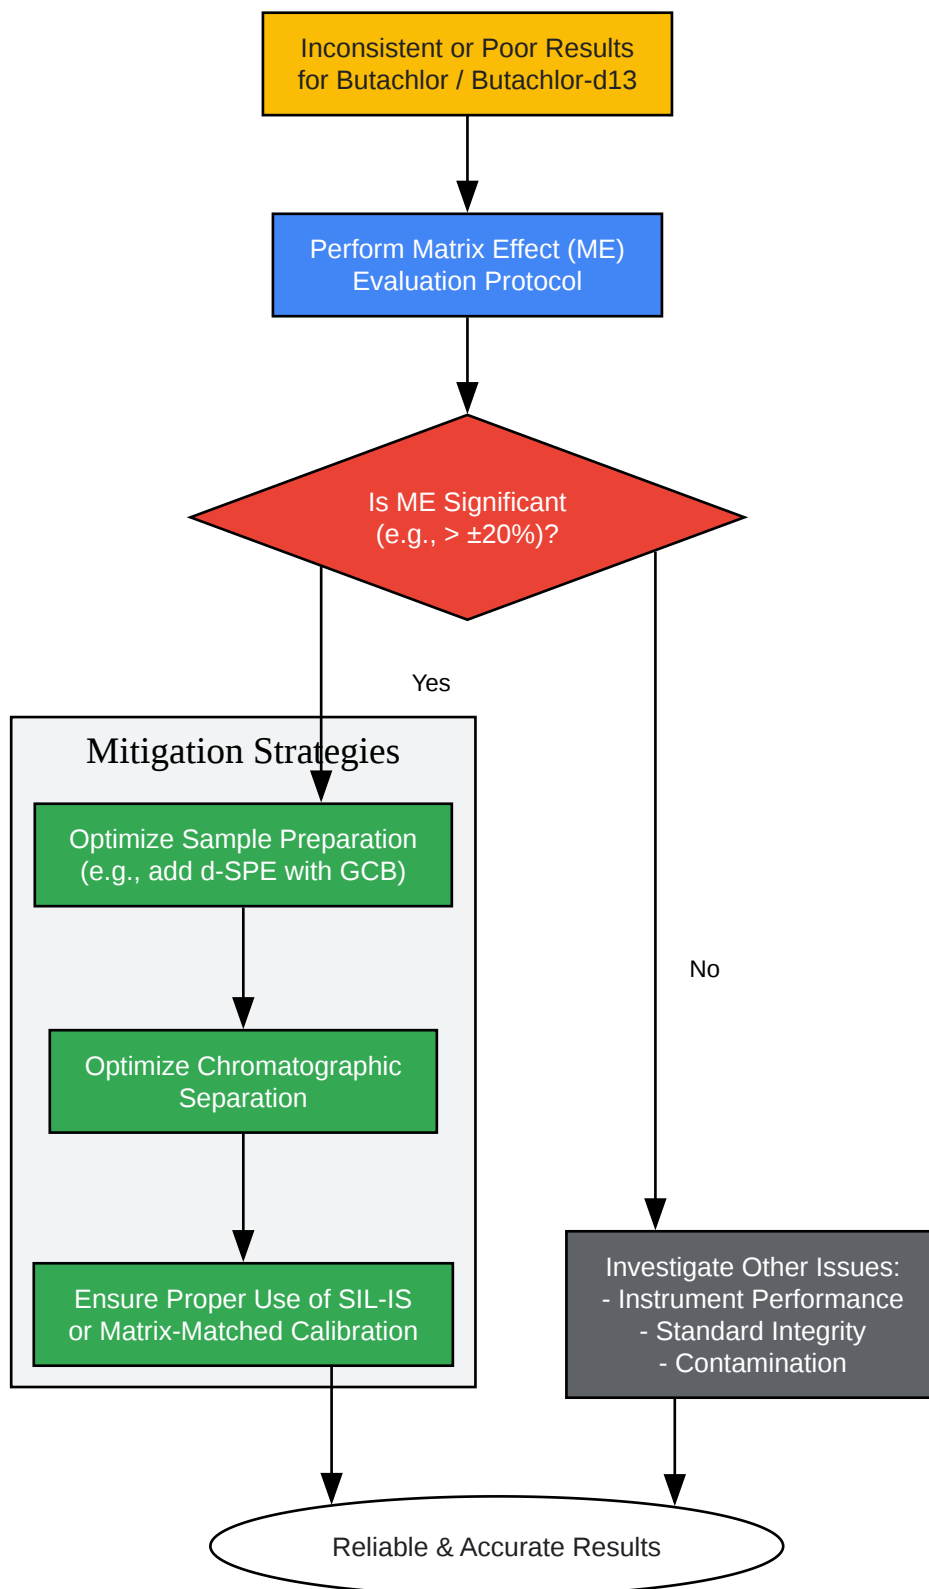 Inconsistent or Poor Results
for Butachlor / Butachlor-d13
Perform Matrix Effect (ME)
Evaluation Protocol
Is ME Significant
(e.g., > ±20%)?
Yes
Mitigation Strategies
Optimize Sample Preparation
(e.g., add d-SPE with GCB)
No
Optimize Chromatographic
Separation
Ensure Proper Use of SIL-IS
or Matrix-Matched Calibration
Investigate Other Issues:
- Instrument Performance
- Standard Integrity
- Contamination
Reliable & Accurate Results